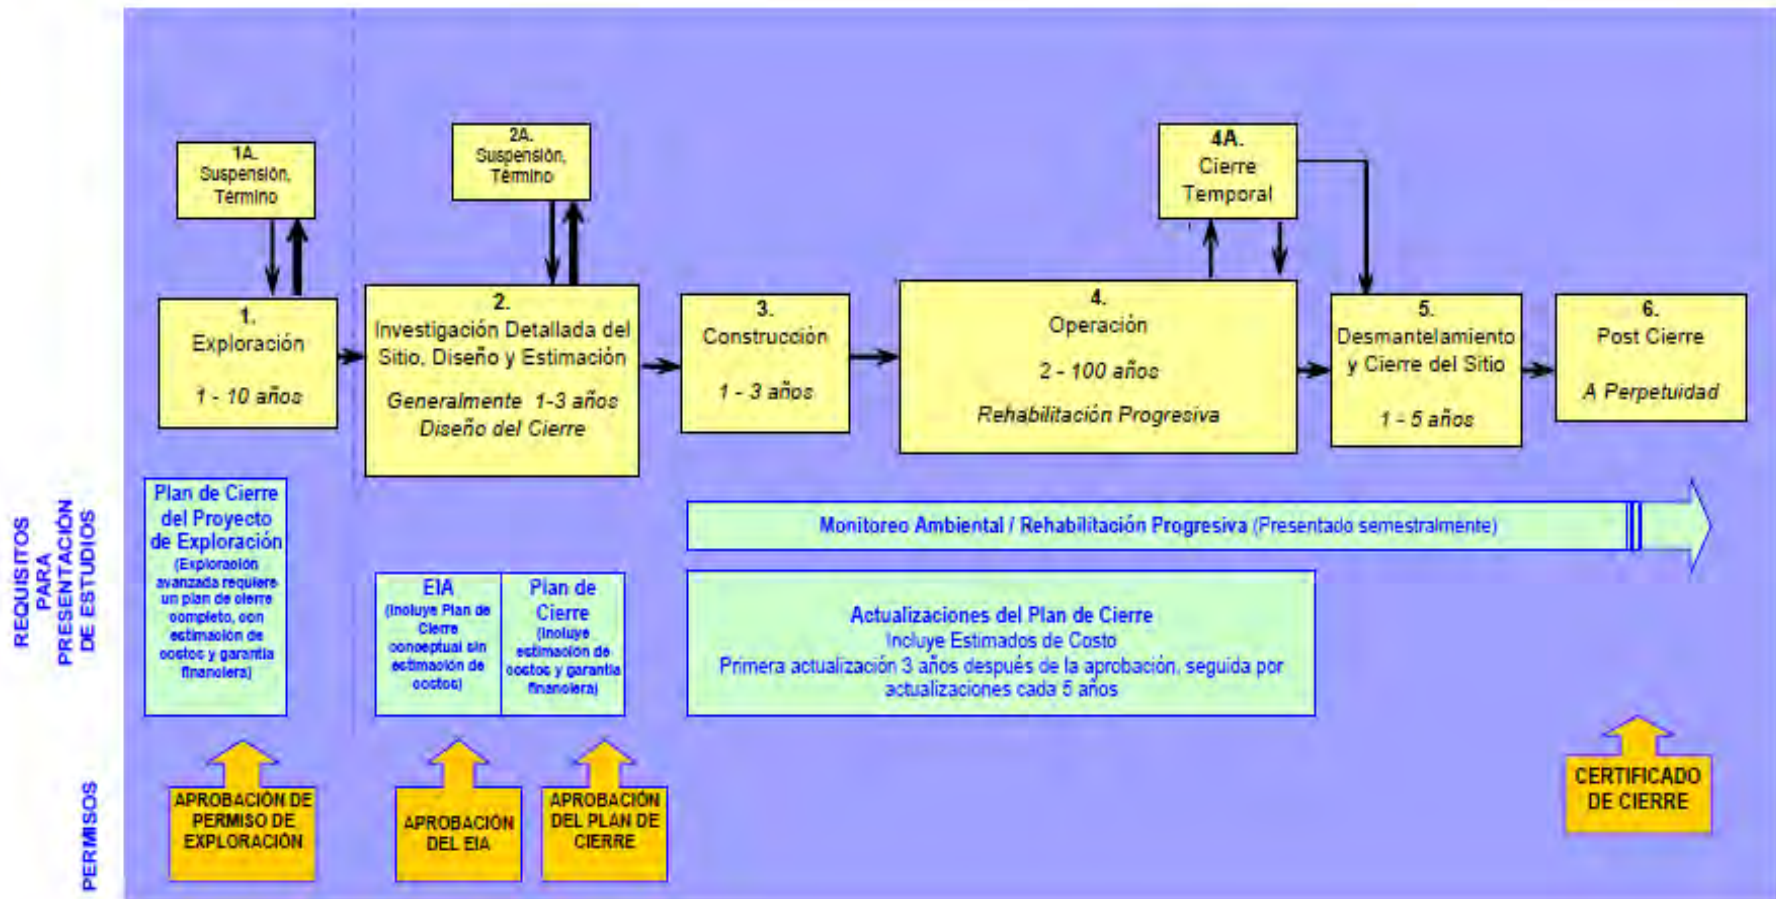 1A.
Suspensión,
Termino
2A.
Suspensión,
Término
4A.
Cierre
Temporal
1.
Exploración
1 - 10 años
2.
Investigación Detallada del
Sitio, Diseño y Estimación
Generalmente 1-3 años
Diseño del Cierre
3.
Construcción
1 - 3 años
4.
Operación
2 - 100 años
Rehabilitación Progresiva
5.
Desmantelamiento
y Cierre del Sitio
1 - 5 años
6.
Post Cierre
A Perpetuidad
REQUISITOS
PARA
PRESENTACIÓN
DE ESTUDIOS
Plan de Cierre
del Proyecto
de Exploración
(Exploración
avanzada requiere
un plan de cierre
completo, con
estimación de
costos y garantía
financiera)
EIA
(Incluye Plan de
Cierre
conceptual sin
estimación de
costos)
Plan de
Cierre
(Incluye
estimación de
costos y garantía
financiera)
Monitoreo Ambiental / Rehabilitación Progresiva (Presentado semestralmente)
Actualizaciones del Plan de Cierre
Incluye Estimados de Costo
Primera actualización 3 años después de la aprobación, seguida por
actualizaciones cada 5 años
PERMISOS
APROBACIÓN DE
PERMISO DE
EXPLORACIÓN
APROBACIÓN
DEL EIA
APROBACIÓN
DEL PLAN DE
CIERRE
CERTIFICADO
DE CIERRE